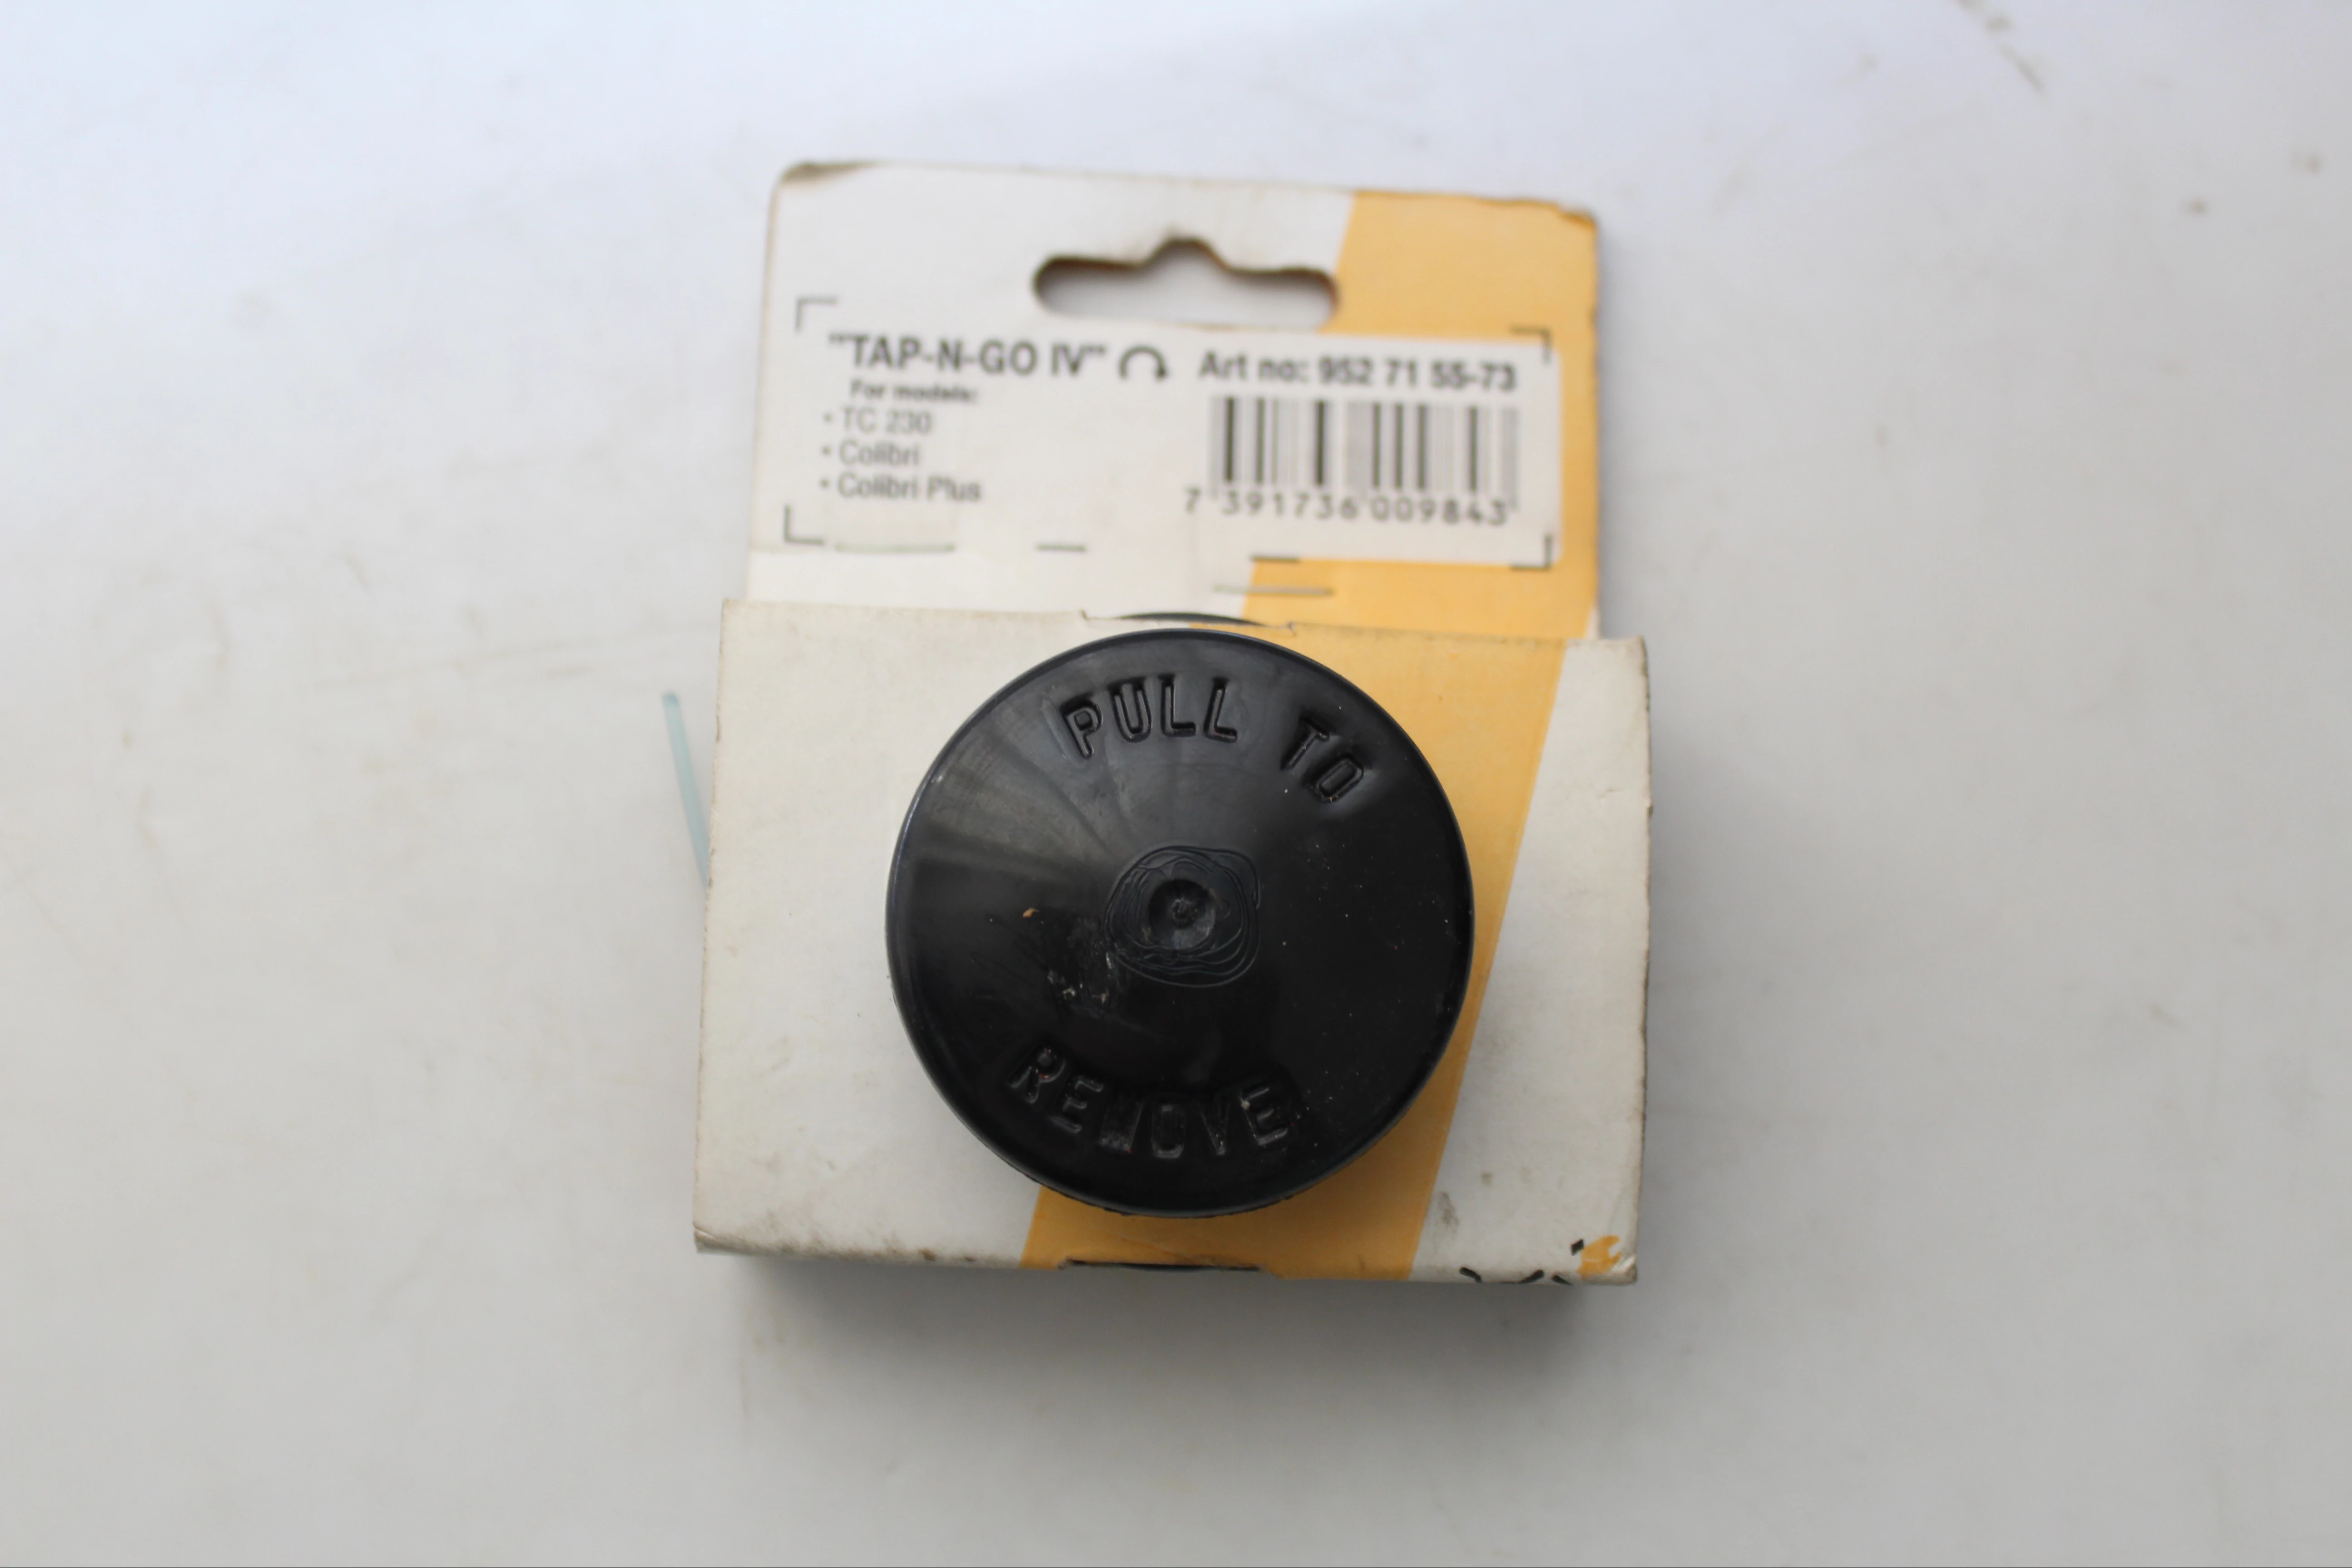 "TAP-N-GO IV" Art no: 952 71 55-73
For models:
• TC 230
• Colibri
• Colibri Plus
7 391736 009843
PULL TO
REMOVE